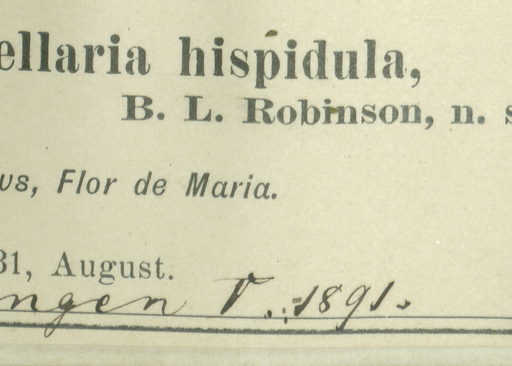 ellaria hispidula,
B. L. Robinson, n. s
us, Flor de Maria.
31, August.
ngen V. 1891.